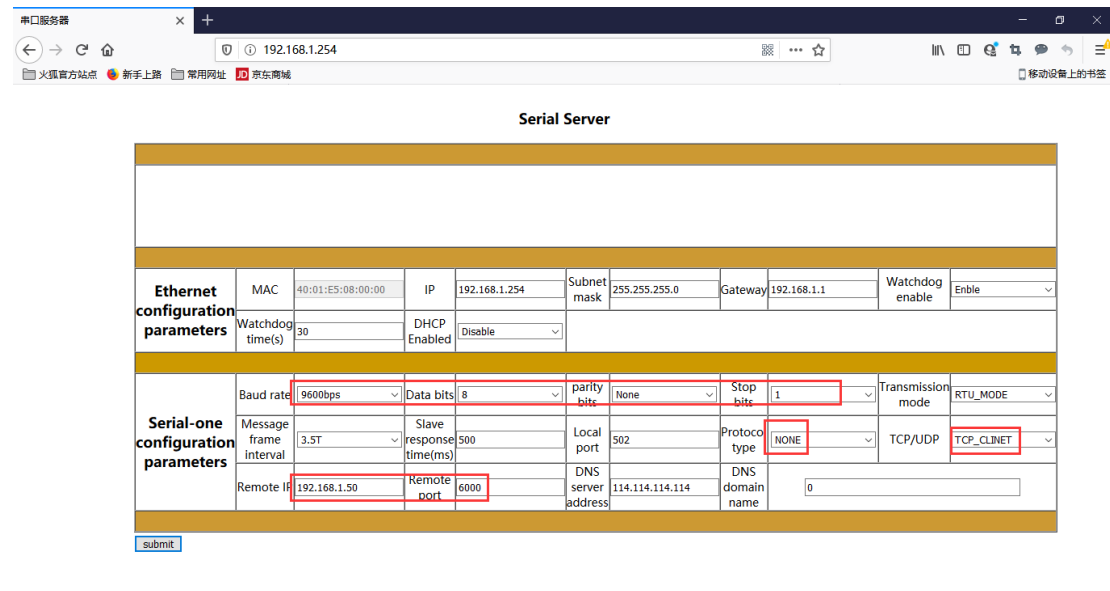 串口服务器
192.168.1.254
火狐官方站点 新手上路 常用网址 JD 京东商城 移动设备上的书签
Serial Server
Ethernet configuration parameters
MAC 40:01:E5:08:00:00 IP 192.168.1.254 Subnet mask 255.255.255.0 Gateway 192.168.1.1 Watchdog enable Enble
Watchdog time(s) 30 DHCP Enabled Disable
Serial-one configuration parameters
Baud rate 9600bps Data bits 8 parity bits None Stop bits 1 Transmission mode RTU_MODE
Message frame interval 3.5T Slave response time(ms) 500 Local port 502 Protoco type NONE TCP/UDP TCP_CLINET
Remote IP 192.168.1.50 Remote port 6000 DNS server address 114.114.114.114 DNS domain name 0
submit